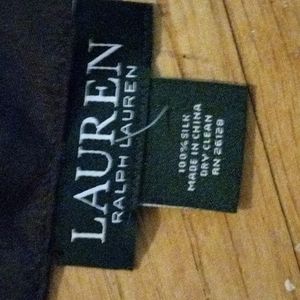 LAUREN
RALPH LAUREN
100% SILK
MADE IN CHINA
DRY CLEAN
RN 26128